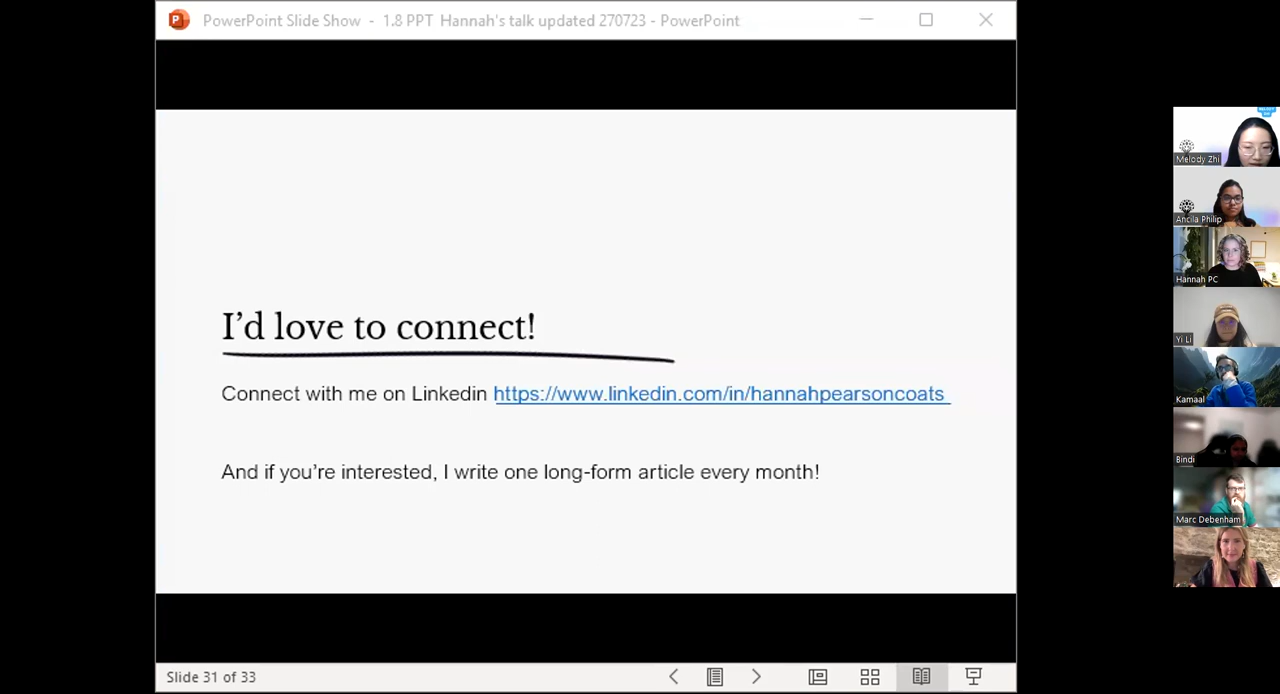 PowerPoint Slide Show - 1.8 PPT Hannah's talk updated 270723 - PowerPoint
I’d love to connect!
Connect with me on Linkedin https://www.linkedin.com/in/hannahpearsoncoats
And if you’re interested, I write one long-form article every month!
Slide 31 of 33
Melody Zhi
Ancila Philip
Hannah PC
Yi Li
Kamaal
Bindi
Marc Debenham